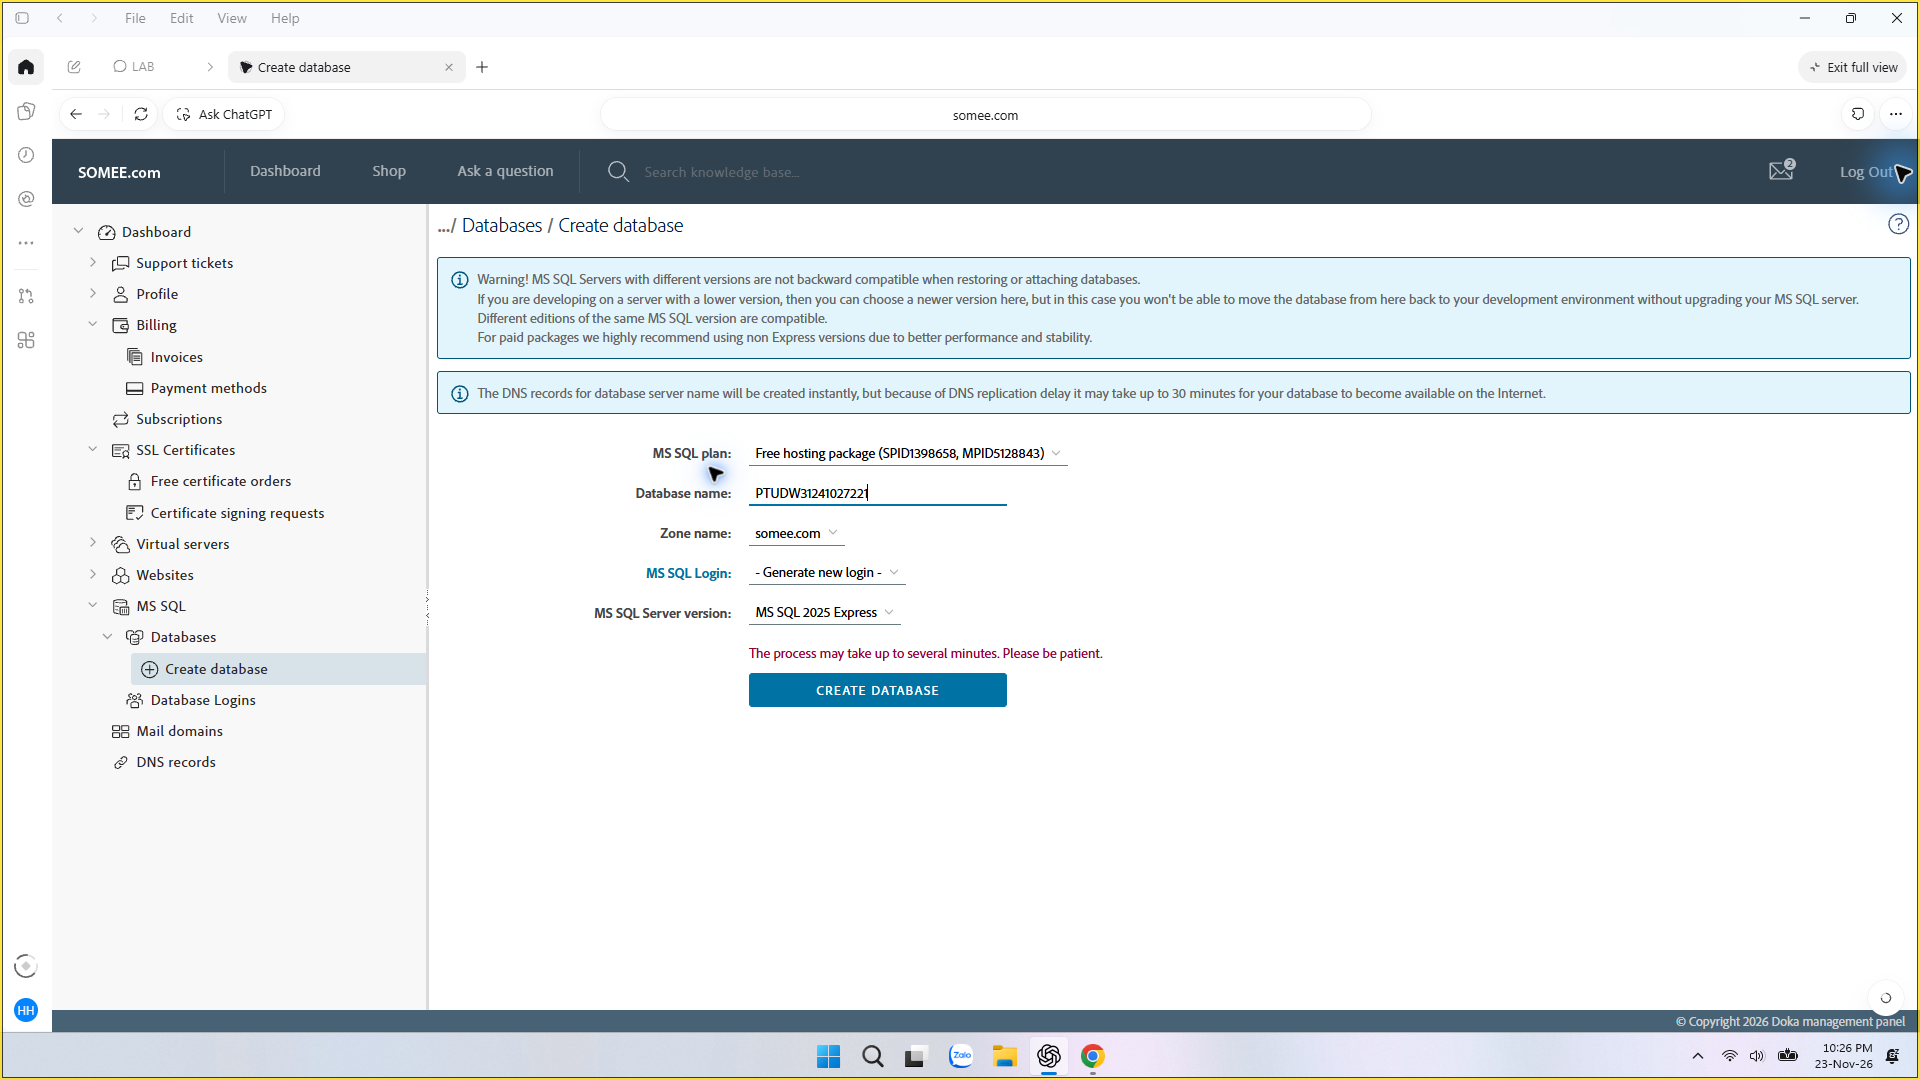 File Edit View Help
LAB
Create database
Exit full view
Ask ChatGPT
somee.com
SOMEE.com
Dashboard
Shop
Ask a question
Search knowledge base...
2
Log Out
Dashboard
Support tickets
Profile
Billing
Invoices
Payment methods
Subscriptions
SSL Certificates
Free certificate orders
Certificate signing requests
Virtual servers
Websites
MS SQL
Databases
Create database
Database Logins
Mail domains
DNS records
HH
.../ Databases / Create database
?
Warning! MS SQL Servers with different versions are not backward compatible when restoring or attaching databases.
If you are developing on a server with a lower version, then you can choose a newer version here, but in this case you won't be able to move the database from here back to your development environment without upgrading your MS SQL server.
Different editions of the same MS SQL version are compatible.
For paid packages we highly recommend using non Express versions due to better performance and stability.
The DNS records for database server name will be created instantly, but because of DNS replication delay it may take up to 30 minutes for your database to become available on the Internet.
MS SQL plan: Free hosting package (SPID1398658, MPID5128843)
Database name: PTUDW31241027221
Zone name: somee.com
MS SQL Login: - Generate new login -
MS SQL Server version: MS SQL 2025 Express
The process may take up to several minutes. Please be patient.
CREATE DATABASE
© Copyright 2026 Doka management panel
Zalo
10:26 PM
23-Nov-26